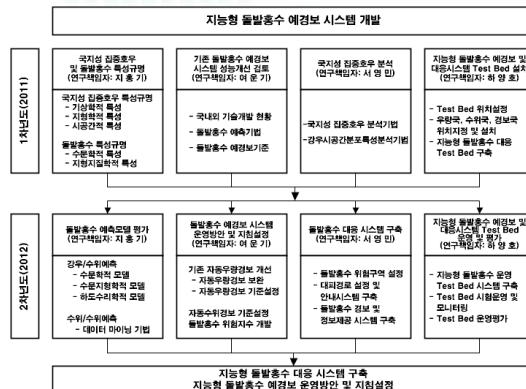 지능형 돌발홍수 예경보 시스템 개발
1차년도(2011)
국지성 집중호우
및 돌발홍수 특성규명
(연구책임자: 지 홍 기)
국지성 집중호우 특성규명
- 기상학적 특성
- 지형학적 특성
- 시공간적 특성
돌발홍수 특성규명
- 수문학적 특성
- 지형지질학적 특성
기존 돌발홍수 예경보
시스템 성능개선 검토
(연구책임자: 여 운 기)
- 국내외 기술개발 현황
- 돌발홍수 예측기법
- 돌발홍수 예경보기준
국지성 집중호우 분석
(연구책임자: 서 영 민)
-국지성 집중호우 분석기법
-강우시공간분포특성분석기법
지능형 돌발홍수 예경보 및
대응시스템 Test Bed 설치
(연구책임자: 하 양 호)
- Test Bed 위치설정
- 우량국, 수위국, 경보국
위치지정 및 설치
- 지능형 돌발홍수 대응
Test Bed 구축
2차년도(2012)
돌발홍수 예측모델 평가
(연구책임자: 지 홍 기)
강우/수위예측
- 수문학적 모델
- 수문지형학적 모델
- 하도수리학적 모델
수위/수위예측
- 데이터 마이닝 기법
돌발홍수 예경보 시스템
운영방안 및 지침설정
(연구책임자: 여 운 기)
기존 자동우량경보 개선
- 자동우량경보 보완
- 자동우량경보 기준설정
자동수위경보 기준설정
돌발홍수 위험지수 개발
돌발홍수 대응 시스템 구축
(연구책임자: 서 영 민)
- 돌발홍수 위험구역 설정
- 대피경로 설정 및
안내시스템 구축
- 돌발홍수 경보 및
정보제공 시스템 구축
지능형 돌발홍수 예경보 및
대응시스템 Test Bed
운영 및 평가
(연구책임자: 하 양 호)
- 지능형 돌발홍수 운영
Test Bed 시스템 구축
- Test Bed 시험운영 및
모니터링
- Test Bed 운영평가
지능형 돌발홍수 대응 시스템 구축
지능형 돌발홍수 예경보 운영방안 및 지침설정